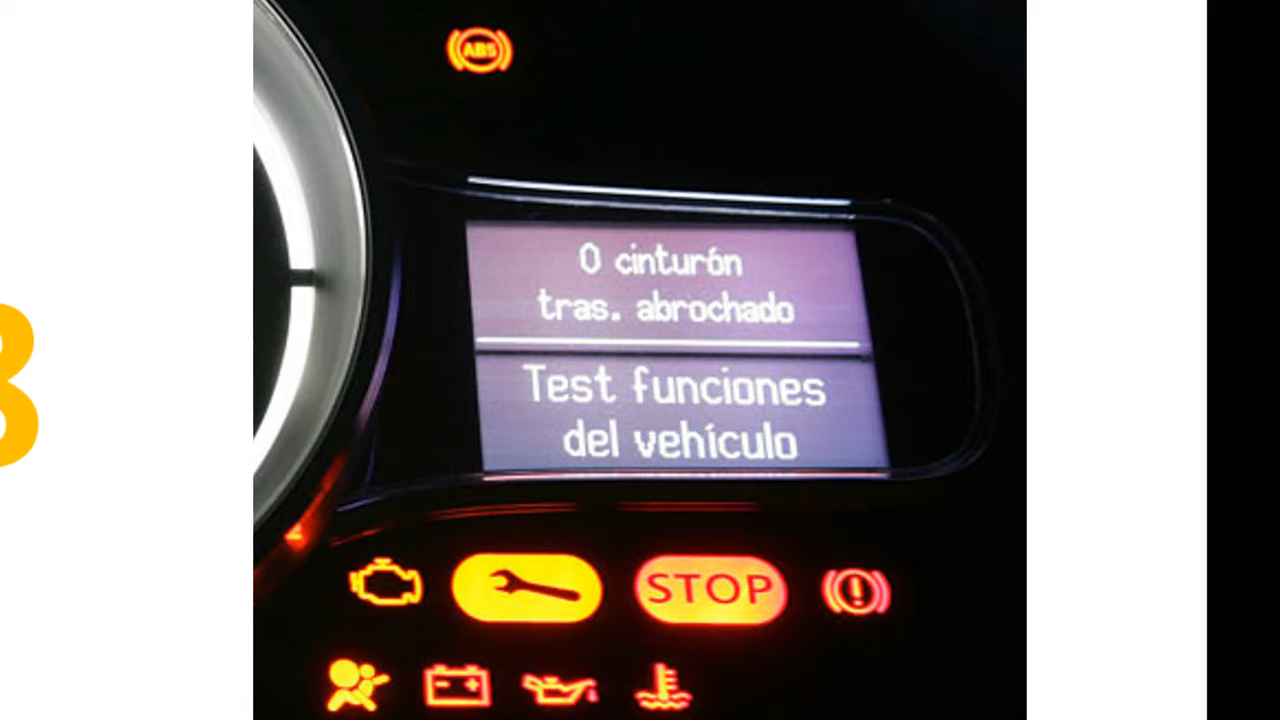 ABS
0 cinturón
tras. abrochado
Test funciones
del vehículo
STOP